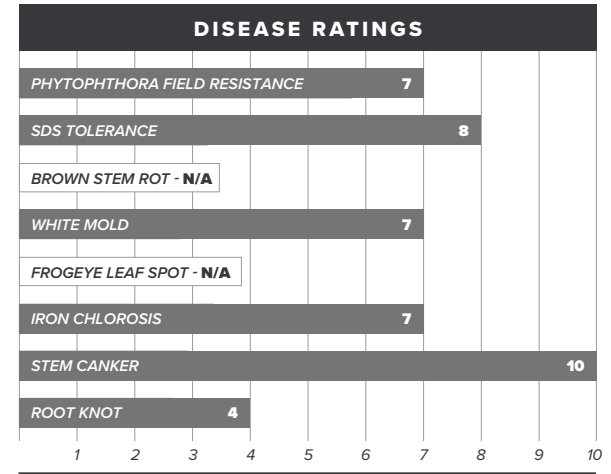 DISEASE RATINGS
PHYTOPHTHORA FIELD RESISTANCE 7
SDS TOLERANCE 8
BROWN STEM ROT - N/A
WHITE MOLD 7
FROGEYE LEAF SPOT - N/A
IRON CHLOROSIS 7
STEM CANKER 10
ROOT KNOT 4
1 2 3 4 5 6 7 8 9 10